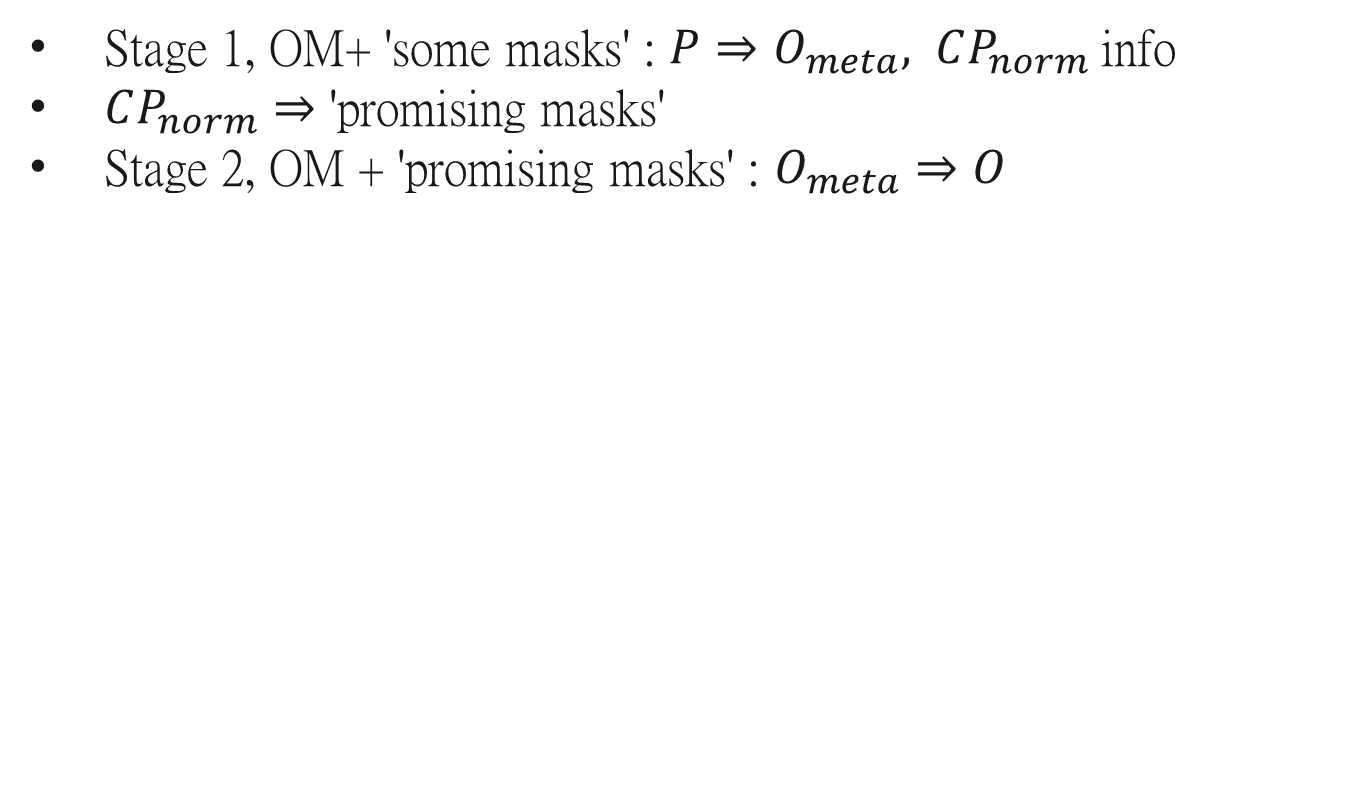 • Stage 1, OM+ 'some masks' : P ⇒ O_meta, CP_norm info
• CP_norm ⇒ 'promising masks'
• Stage 2, OM + 'promising masks' : O_meta ⇒ O